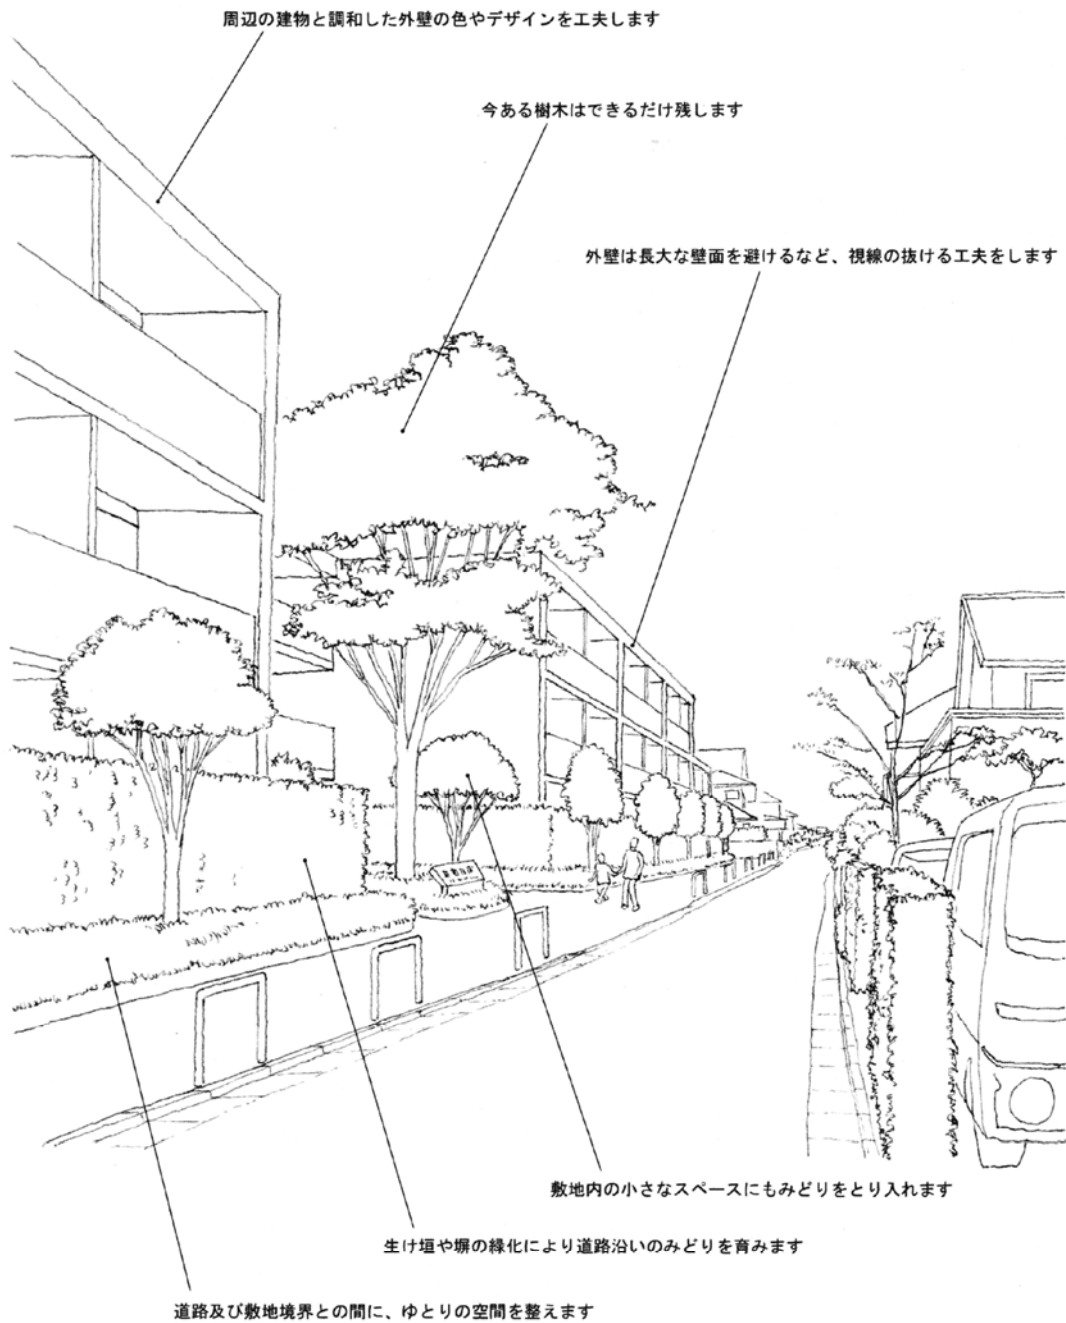 周辺の建物と調和した外壁の色やデザインを工夫します
今ある樹木はできるだけ残します
外壁は長大な壁面を避けるなど、視線の抜ける工夫をします
敷地内の小さなスペースにもみどりをとり入れます
生け垣や塀の緑化により道路沿いのみどりを育みます
道路及び敷地境界との間に、ゆとりの空間を整えます